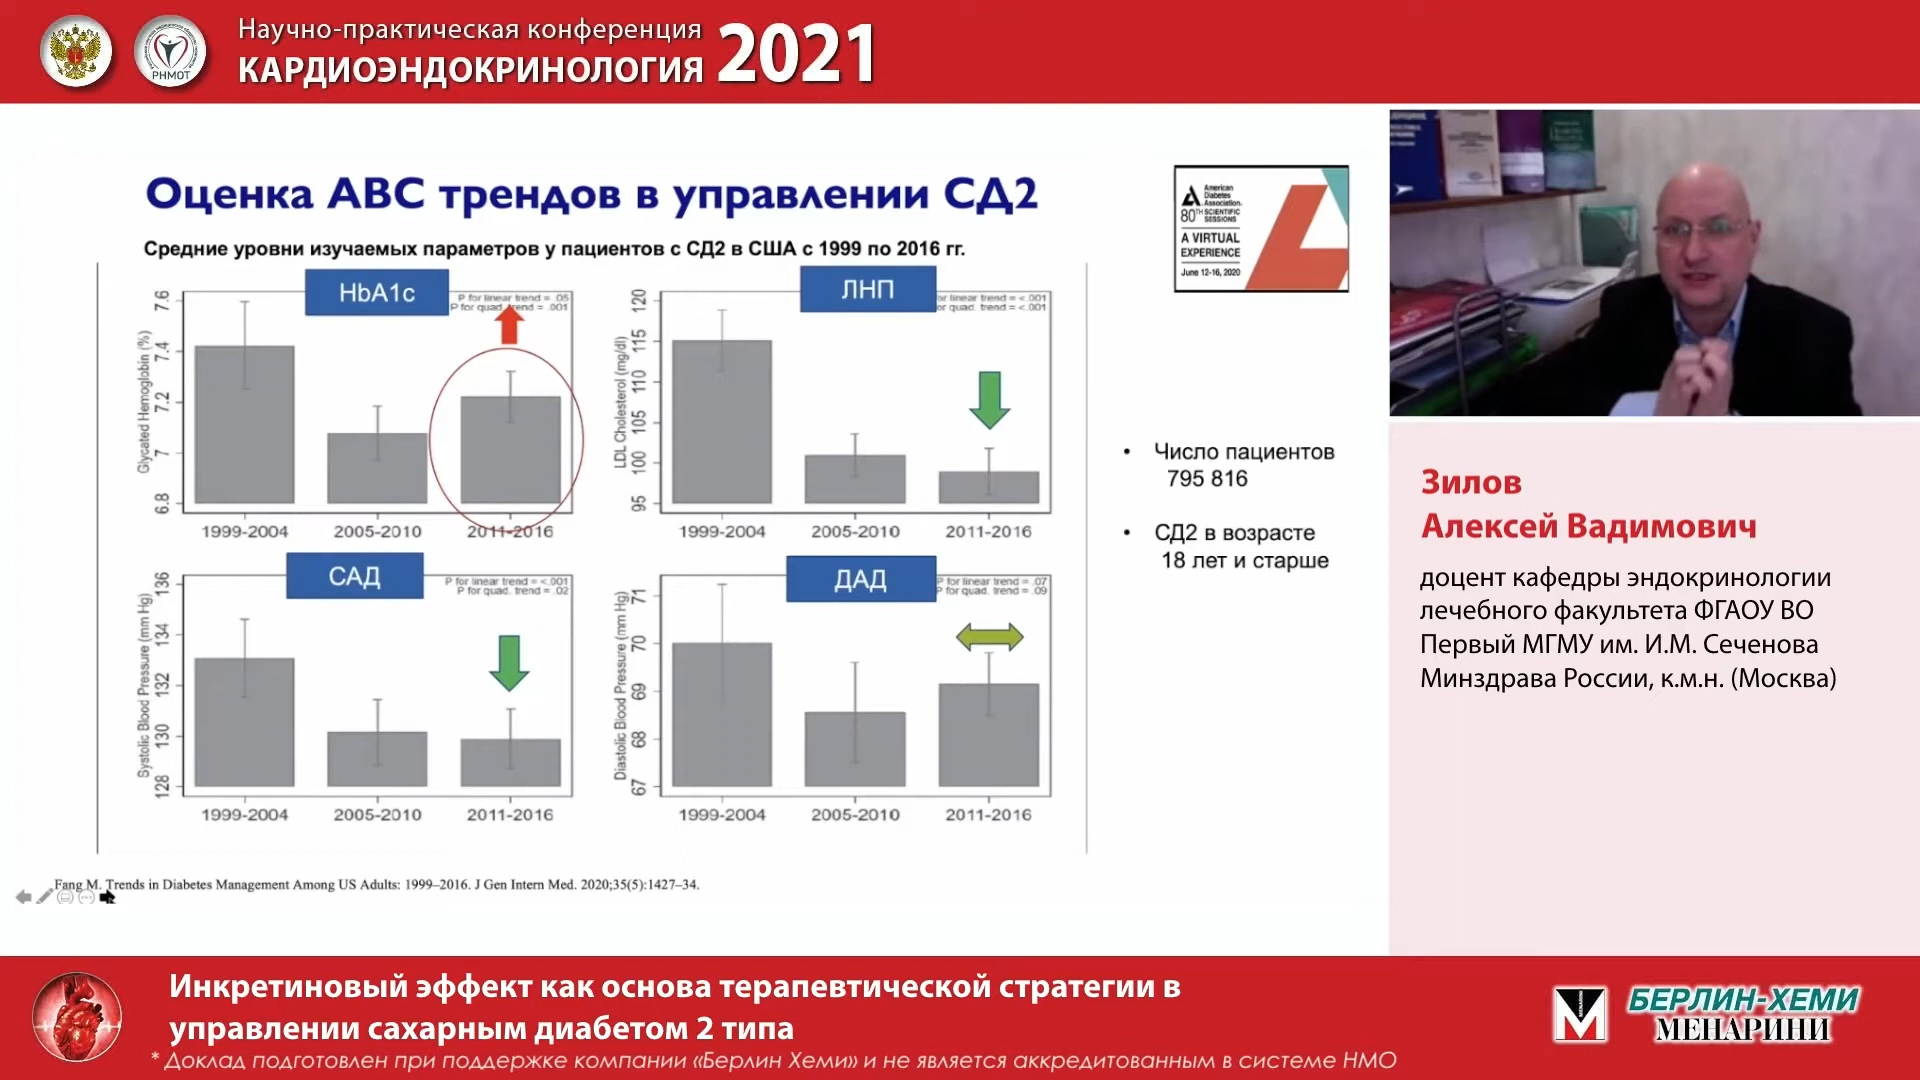 Научно-практическая конференция
КАРДИОЭНДОКРИНОЛОГИЯ 2021
РНМОТ
Оценка АВС трендов в управлении СД2
Средние уровни изучаемых параметров у пациентов с СД2 в США с 1999 по 2016 гг.
American
Diabetes
Association.
80TH SCIENTIFIC
SESSIONS
A VIRTUAL
EXPERIENCE
June 12-16, 2020
HbA1c
P for linear trend = .05
P for quad. trend = .001
Glycated Hemoglobin (%)
7.6
7.4
7.2
7
6.8
1999-2004 2005-2010 2011-2016
ЛНП
for linear trend = <.001
for quad. trend = <.001
LDL Cholesterol (mg/dl)
120
115
110
105
100
95
1999-2004 2005-2010 2011-2016
САД
P for linear trend = <.001
P for quad. trend = .02
Systolic Blood Pressure (mm Hg)
136
134
132
130
128
1999-2004 2005-2010 2011-2016
ДАД
P for linear trend = .07
P for quad. trend = .09
Diastolic Blood Pressure (mm Hg)
71
70
69
68
67
1999-2004 2005-2010 2011-2016
• Число пациентов
795 816
• СД2 в возрасте
18 лет и старше
Fang M. Trends in Diabetes Management Among US Adults: 1999–2016. J Gen Intern Med. 2020;35(5):1427–34.
Зилов
Алексей Вадимович
доцент кафедры эндокринологии
лечебного факультета ФГАОУ ВО
Первый МГМУ им. И.М. Сеченова
Минздрава России, к.м.н. (Москва)
Инкретиновый эффект как основа терапевтической стратегии в
управлении сахарным диабетом 2 типа
* Доклад подготовлен при поддержке компании «Берлин Хеми» и не является аккредитованным в системе НМО
БЕРЛИН-ХЕМИ
МЕНАРИНИ